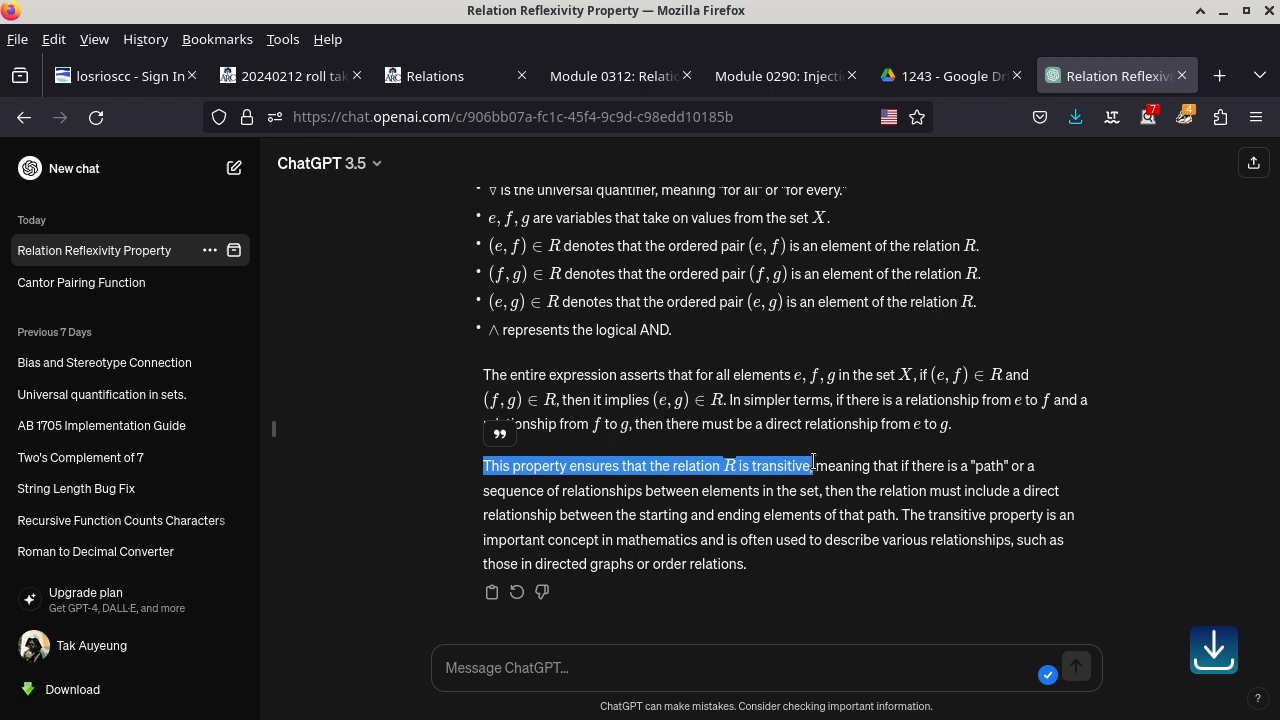 Relation Reflexivity Property — Mozilla Firefox
File Edit View History Bookmarks Tools Help
losrioscc - Sign In
20240212 roll tak
Relations
Module 0312: Relatio
Module 0290: Injecti
1243 - Google Dr
Relation Reflexivi
https://chat.openai.com/c/906bb07a-fc1c-45f4-9c9d-c98edd10185b
7
4
New chat
Today
Relation Reflexivity Property
Cantor Pairing Function
Previous 7 Days
Bias and Stereotype Connection
Universal quantification in sets.
AB 1705 Implementation Guide
Two's Complement of 7
String Length Bug Fix
Recursive Function Counts Characters
Roman to Decimal Converter
Upgrade plan
Get GPT-4, DALL·E, and more
Tak Auyeung
Download
ChatGPT 3.5
• ∀ is the universal quantifier, meaning "for all" or "for every."
• e, f, g are variables that take on values from the set X.
• (e, f) ∈ R denotes that the ordered pair (e, f) is an element of the relation R.
• (f, g) ∈ R denotes that the ordered pair (f, g) is an element of the relation R.
• (e, g) ∈ R denotes that the ordered pair (e, g) is an element of the relation R.
• ∧ represents the logical AND.
The entire expression asserts that for all elements e, f, g in the set X, if (e, f) ∈ R and
(f, g) ∈ R, then it implies (e, g) ∈ R. In simpler terms, if there is a relationship from e to f and a
relationship from f to g, then there must be a direct relationship from e to g.
This property ensures that the relation R is transitive, meaning that if there is a "path" or a
sequence of relationships between elements in the set, then the relation must include a direct
relationship between the starting and ending elements of that path. The transitive property is an
important concept in mathematics and is often used to describe various relationships, such as
those in directed graphs or order relations.
Message ChatGPT...
ChatGPT can make mistakes. Consider checking important information.
?